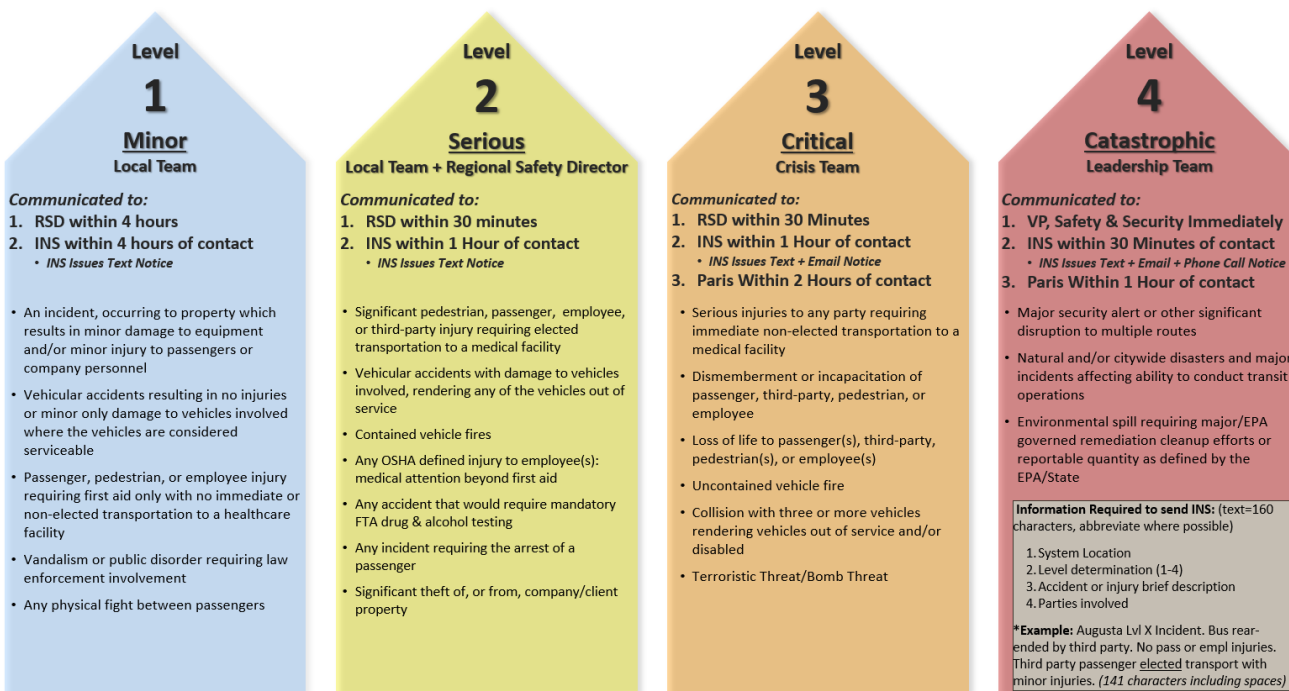 Level
1
Minor
Local Team
Communicated to:
1. RSD within 4 hours
2. INS within 4 hours of contact
• INS Issues Text Notice
• An incident, occurring to property which
results in minor damage to equipment
and/or minor injury to passengers or
company personnel
• Vehicular accidents resulting in no injuries
or minor only damage to vehicles involved
where the vehicles are considered
serviceable
• Passenger, pedestrian, or employee injury
requiring first aid only with no immediate or
non-elected transportation to a healthcare
facility
• Vandalism or public disorder requiring law
enforcement involvement
• Any physical fight between passengers
Level
2
Serious
Local Team + Regional Safety Director
Communicated to:
1. RSD within 30 minutes
2. INS within 1 Hour of contact
• INS Issues Text Notice
• Significant pedestrian, passenger, employee,
or third-party injury requiring elected
transportation to a medical facility
• Vehicular accidents with damage to vehicles
involved, rendering any of the vehicles out of
service
• Contained vehicle fires
• Any OSHA defined injury to employee(s):
medical attention beyond first aid
• Any accident that would require mandatory
FTA drug & alcohol testing
• Any incident requiring the arrest of a
passenger
• Significant theft of, or from, company/client
property
Level
3
Critical
Crisis Team
Communicated to:
1. RSD within 30 Minutes
2. INS within 1 Hour of contact
• INS Issues Text + Email Notice
3. Paris Within 2 Hours of contact
• Serious injuries to any party requiring
immediate non-elected transportation to a
medical facility
• Dismemberment or incapacitation of
passenger, third-party, pedestrian, or
employee
• Loss of life to passenger(s), third-party,
pedestrian(s), or employee(s)
• Uncontained vehicle fire
• Collision with three or more vehicles
rendering vehicles out of service and/or
disabled
• Terroristic Threat/Bomb Threat
Level
4
Catastrophic
Leadership Team
Communicated to:
1. VP, Safety & Security Immediately
2. INS within 30 Minutes of contact
• INS Issues Text + Email + Phone Call Notice
3. Paris Within 1 Hour of contact
• Major security alert or other significant
disruption to multiple routes
• Natural and/or citywide disasters and major
incidents affecting ability to conduct transit
operations
• Environmental spill requiring major/EPA
governed remediation cleanup efforts or
reportable quantity as defined by the
EPA/State
Information Required to send INS: (text=160
characters, abbreviate where possible)
1. System Location
2. Level determination (1-4)
3. Accident or injury brief description
4. Parties involved
*Example: Augusta Lvl X Incident. Bus rear-
ended by third party. No pass or empl injuries.
Third party passenger elected transport with
minor injuries. (141 characters including spaces)